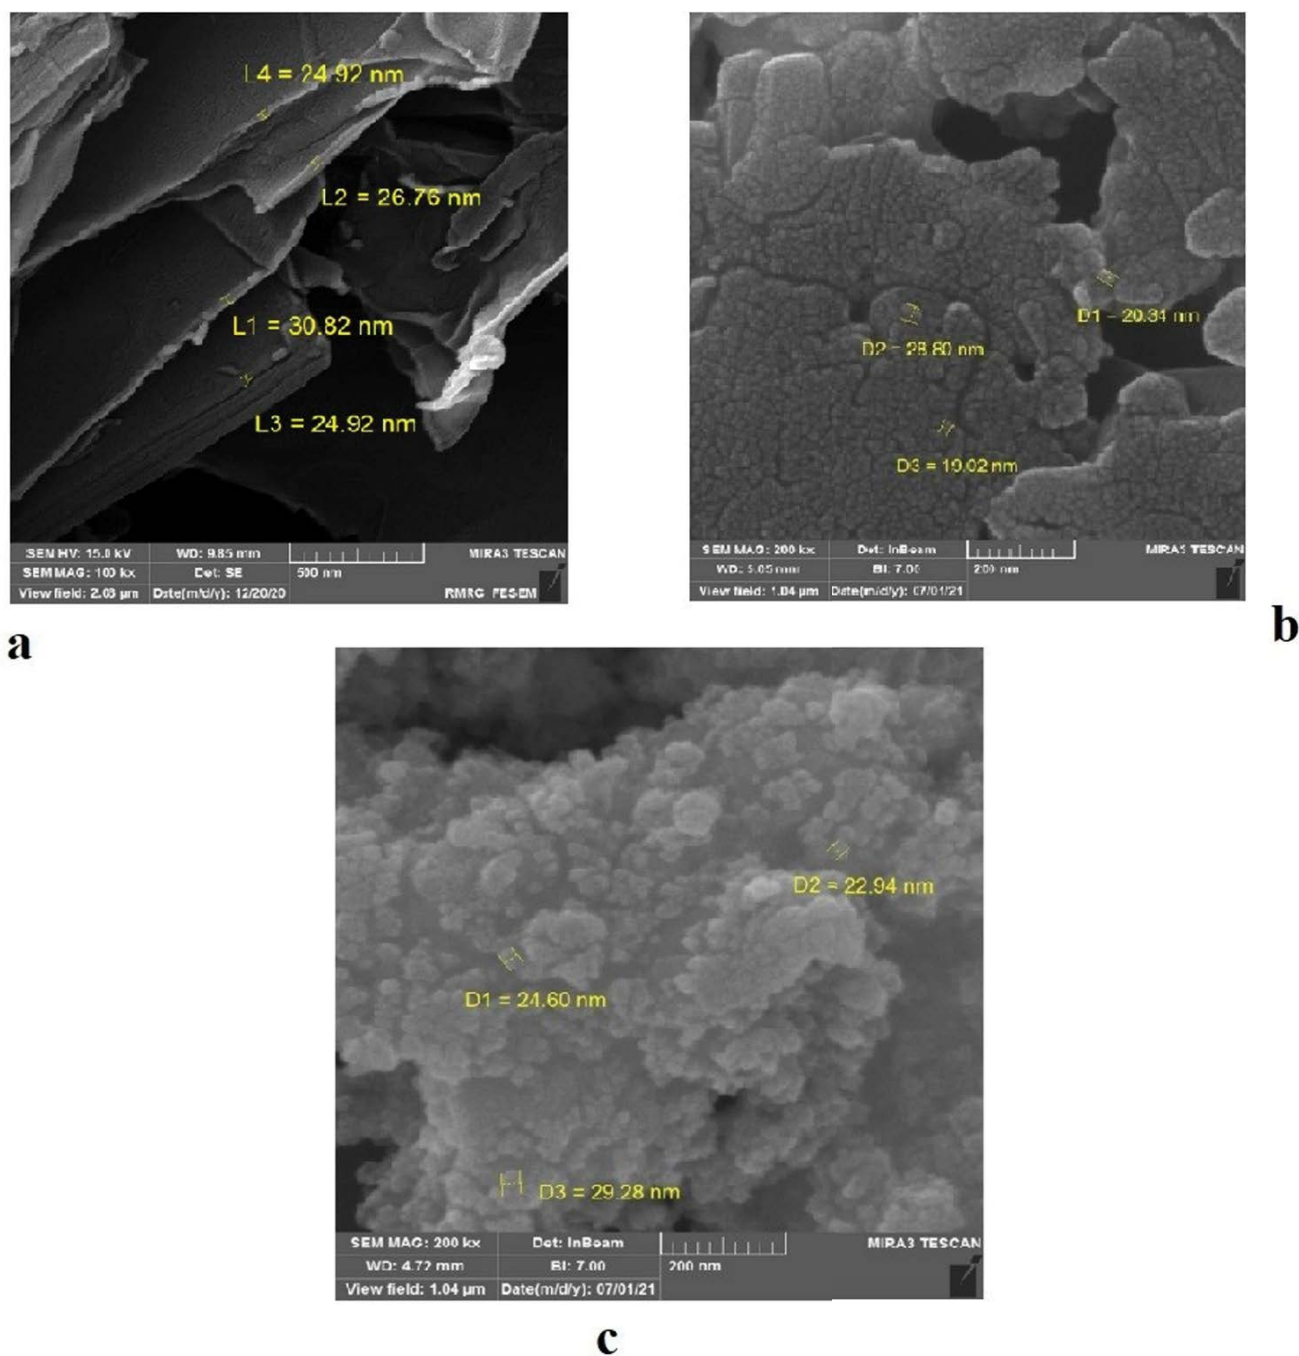 L4 = 24.92 nm
L2 = 26.76 nm
L1 = 30.82 nm
L3 = 24.92 nm
SEM HV: 15.0 kV WD: 9.85 mm MIRA3 TESCAN
SEM MAG: 100 kx Det: SE 500 nm
View field: 2.08 µm Date(m/d/y): 12/20/20 RMRC FESEM
a
D1 = 20.34 nm
D2 = 28.80 nm
D3 = 19.02 nm
SEM MAG: 200 kx Det: InBeam MIRA3 TESCAN
WD: 5.05 mm BI: 7.00 200 nm
View field: 1.04 µm Date(m/d/y): 07/01/21
b
D2 = 22.94 nm
D1 = 24.60 nm
D3 = 29.28 nm
SEM MAG: 200 kx Det: InBeam MIRA3 TESCAN
WD: 4.72 mm BI: 7.00 200 nm
View field: 1.04 µm Date(m/d/y): 07/01/21
c